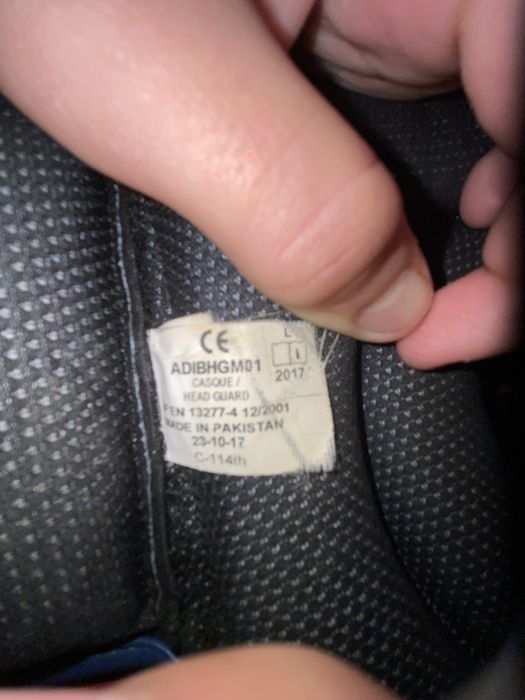 CE
L
ADIBHGM01
2017
CASQUE /
HEAD GUARD
EN 13277-4 12/2001
MADE IN PAKISTAN
23-10-17
C-114th